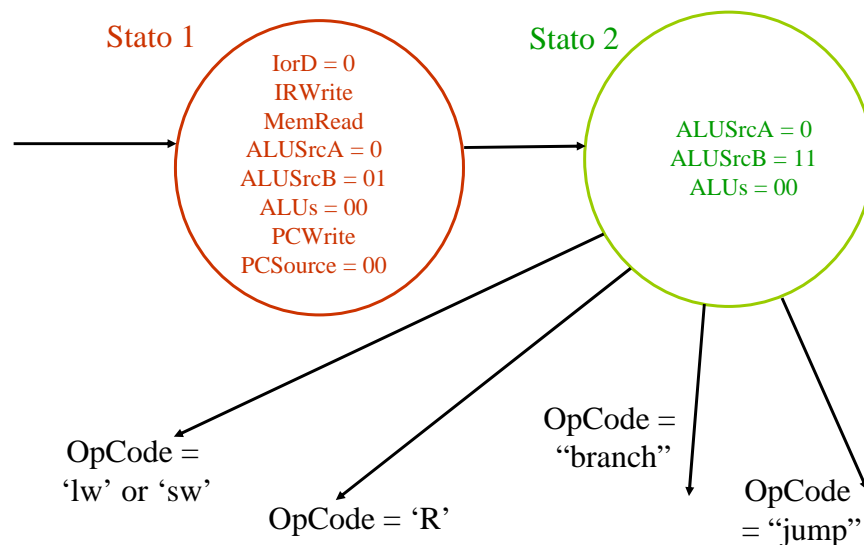 Stato 1
IorD = 0
IRWrite
MemRead
ALUSrcA = 0
ALUSrcB = 01
ALUs = 00
PCWrite
PCSource = 00
Stato 2
ALUSrcA = 0
ALUSrcB = 11
ALUs = 00
OpCode =
‘lw’ or ‘sw’
OpCode = ‘R’
OpCode =
“branch”
OpCode
= “jump”